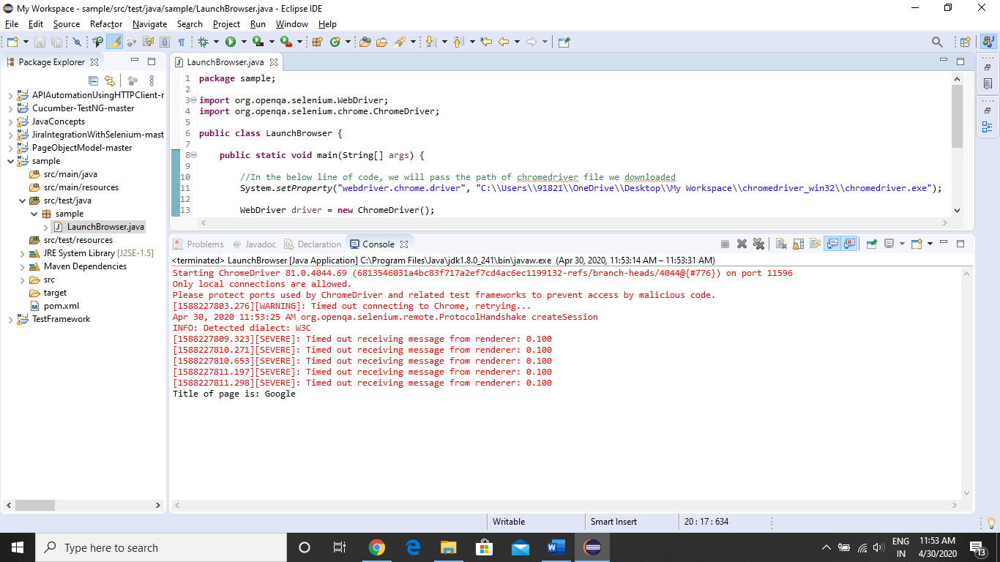 My Workspace - sample/src/test/java/sample/LaunchBrowser.java - Eclipse IDE
File Edit Source Refactor Navigate Search Project Run Window Help
Package Explorer
APIAutomationUsingHTTPClient-r
Cucumber-TestNG-master
JavaConcepts
JiraIntegrationWithSelenium-mast
PageObjectModel-master
sample
src/main/java
src/main/resources
src/test/java
sample
LaunchBrowser.java
src/test/resources
JRE System Library [J2SE-1.5]
Maven Dependencies
src
target
pom.xml
TestFramework
LaunchBrowser.java
1 package sample;
2
3 import org.openqa.selenium.WebDriver;
4 import org.openqa.selenium.chrome.ChromeDriver;
5
6 public class LaunchBrowser {
7
8 public static void main(String[] args) {
9
10 //In the below line of code, we will pass the path of chromedriver file we downloaded
11 System.setProperty("webdriver.chrome.driver", "C:\\Users\\91821\\OneDrive\\Desktop\\My Workspace\\chromedriver_win32\\chromedriver.exe");
12
13 WebDriver driver = new ChromeDriver();
Problems @ Javadoc Declaration Console
<terminated> LaunchBrowser [Java Application] C:\Program Files\Java\jdk1.8.0_241\bin\javaw.exe (Apr 30, 2020, 11:53:14 AM – 11:53:31 AM)
Starting ChromeDriver 81.0.4044.69 (6813546031a4bc83f717a2ef7cd4ac6ec1199132-refs/branch-heads/4044@{#776}) on port 11596
Only local connections are allowed.
Please protect ports used by ChromeDriver and related test frameworks to prevent access by malicious code.
[1588227803.276][WARNING]: Timed out connecting to Chrome, retrying...
Apr 30, 2020 11:53:25 AM org.openqa.selenium.remote.ProtocolHandshake createSession
INFO: Detected dialect: W3C
[1588227809.323][SEVERE]: Timed out receiving message from renderer: 0.100
[1588227810.271][SEVERE]: Timed out receiving message from renderer: 0.100
[1588227810.653][SEVERE]: Timed out receiving message from renderer: 0.100
[1588227811.197][SEVERE]: Timed out receiving message from renderer: 0.100
[1588227811.298][SEVERE]: Timed out receiving message from renderer: 0.100
Title of page is: Google
Writable Smart Insert 20 : 17 : 634
Type here to search
ENG 11:53 AM
IN 4/30/2020 13